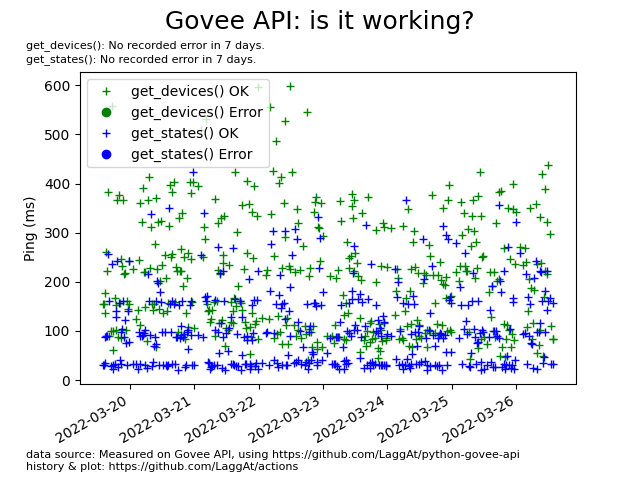 Govee API: is it working?
get_devices(): No recorded error in 7 days.
get_states(): No recorded error in 7 days.
get_devices() OK
get_devices() Error
get_states() OK
get_states() Error
Ping (ms)
600
500
400
300
200
100
0
2022-03-20
2022-03-21
2022-03-22
2022-03-23
2022-03-24
2022-03-25
2022-03-26
data source: Measured on Govee API, using https://github.com/LaggAt/python-govee-api
history & plot: https://github.com/LaggAt/actions